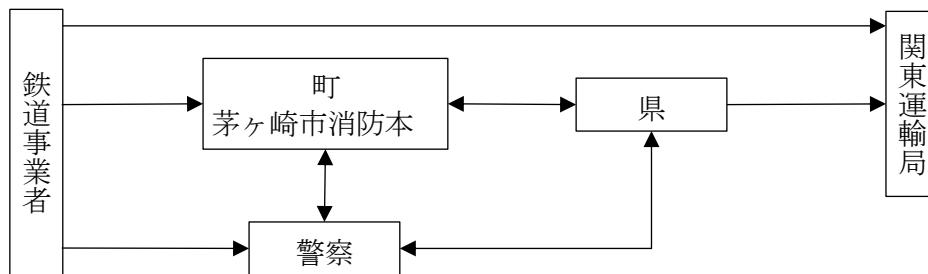 鉄道事業者
町
茅ヶ崎市消防本
県
関東運輸局
警察